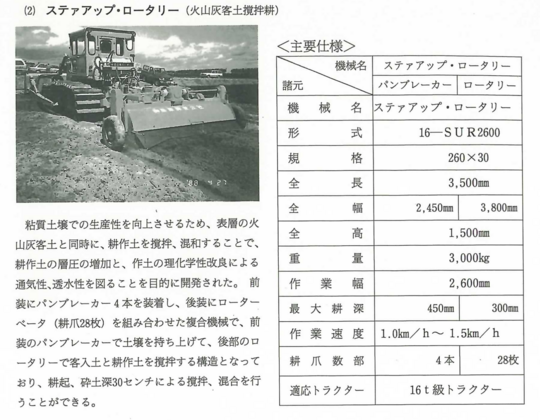 (2) ステァアップ・ロータリー（火山灰客土撹拌耕）
'88 7 27
粘質土壌での生産性を向上させるため、表層の火
山灰客土と同時に、耕作土を撹拌、混和することで、
耕作土の層圧の増加と、作土の理化学性改良による
通気性、透水性を図ることを目的に開発された。 前
装にパンブレーカー４本を装着し、後装にローター
ベータ（耕爪28枚）を組み合わせた複合機械で、前
装のパンブレーカーで土壌を持ち上げて、後部のロ
ータリーで客入土と耕作土を撹拌する構造となって
おり、耕起、砕土深30センチによる撹拌、混合を行
うことができる。
＜主要仕様＞
機械名 ステァアップ・ロータリー
諸元 パンブレーカー ロータリー
機械名 ステァアップ・ロータリー
形式 16―ＳＵＲ2600
規格 260×30
全長 3,500mm
全幅 2,450mm 3,800mm
全高 1,500mm
重量 3,000kg
作業幅 2,600mm
最大耕深 450mm 300mm
作業速度 1.0km／h～1.5km／h
耕爪数部 4本 28枚
適応トラクター 16ｔ級トラクター